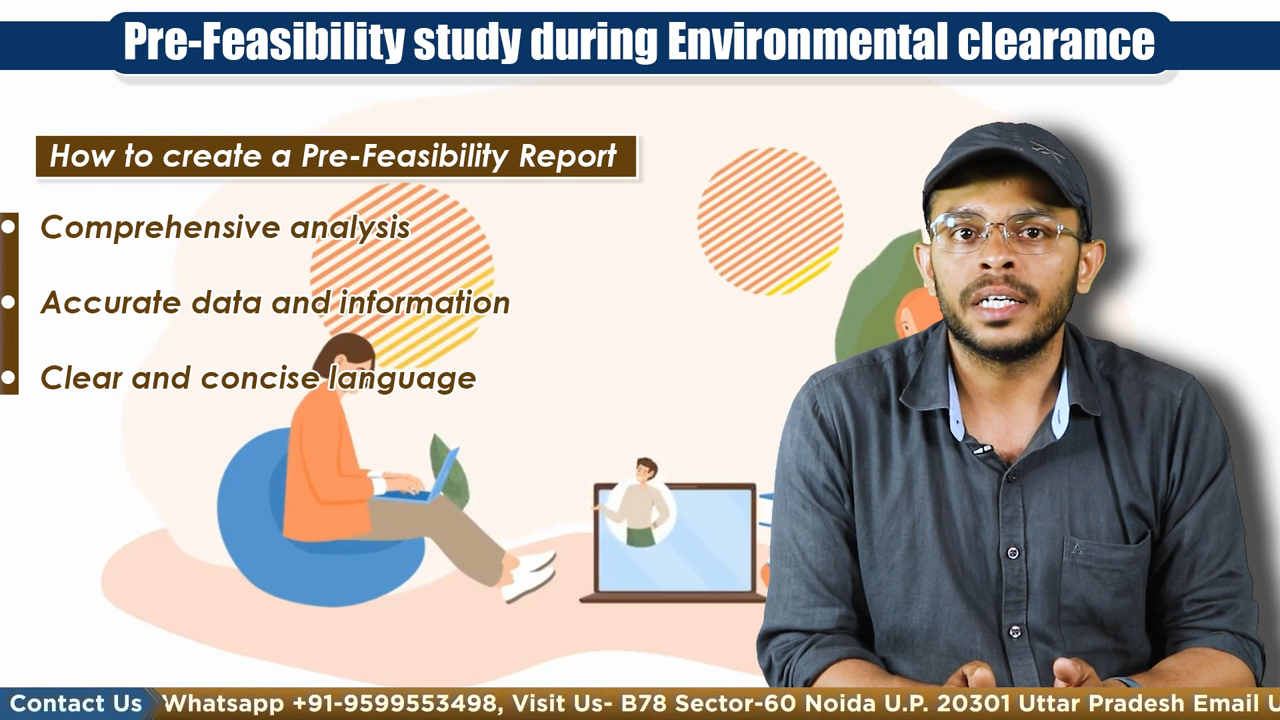 Pre-Feasibility study during Environmental clearance
How to create a Pre-Feasibility Report
Comprehensive analysis
Accurate data and information
Clear and concise language
Contact Us Whatsapp +91-9599553498, Visit Us- B78 Sector-60 Noida U.P. 20301 Uttar Pradesh Email U